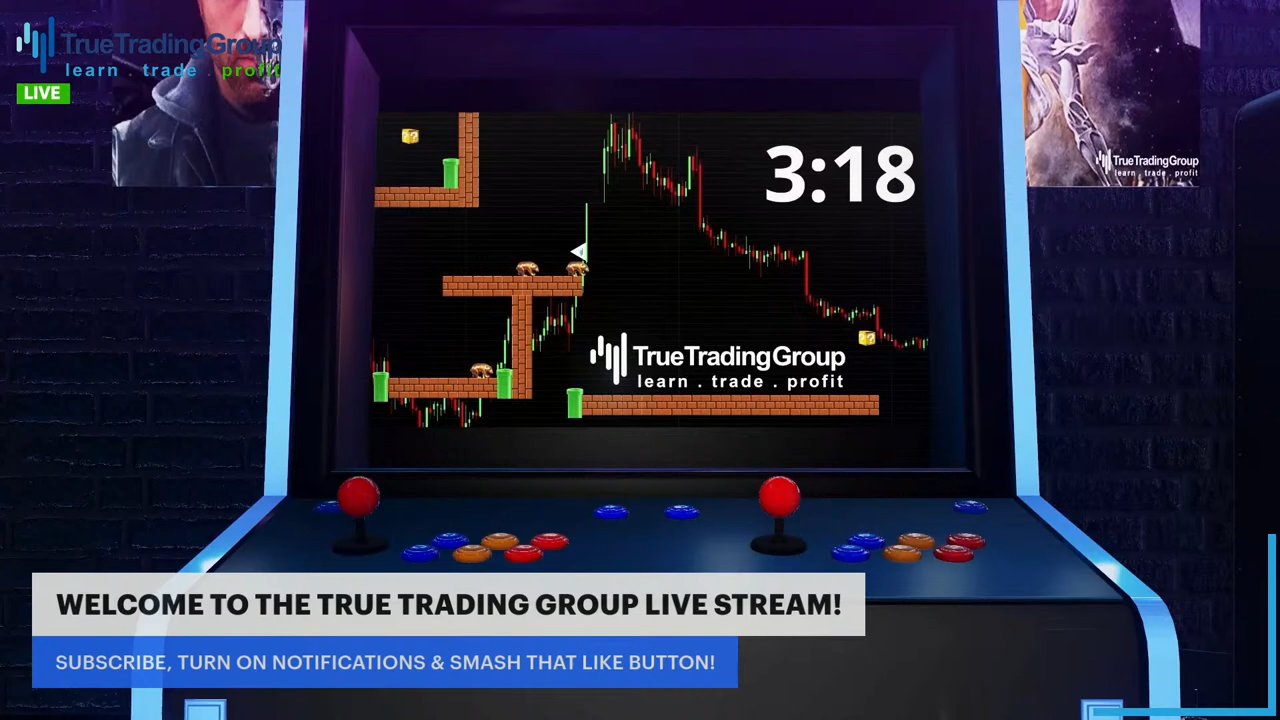 TrueTradingGroup
learn . trade . profit
LIVE
TrueTradingGroup
learn . trade . profit
3:18
TrueTradingGroup
learn . trade . profit
WELCOME TO THE TRUE TRADING GROUP LIVE STREAM!
SUBSCRIBE, TURN ON NOTIFICATIONS & SMASH THAT LIKE BUTTON!